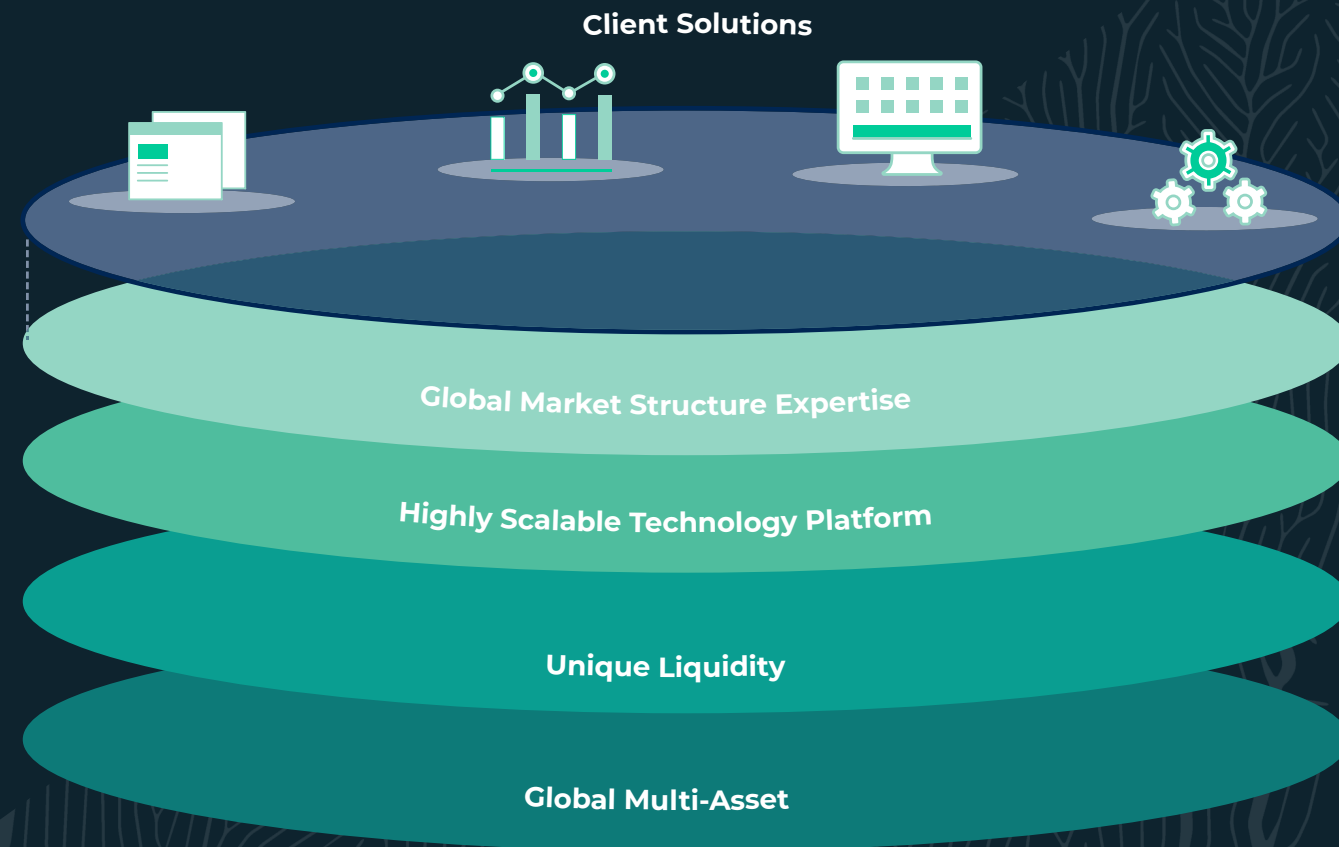 Client Solutions
Global Market Structure Expertise
Highly Scalable Technology Platform
Unique Liquidity
Global Multi-Asset